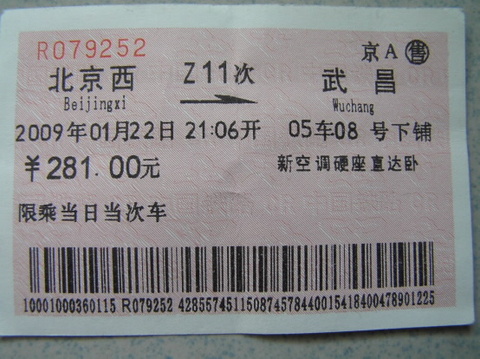 R079252 京A 售
北京西 Z11次 武昌
Beijingxi Wuchang
2009年01月22日 21:06开 05车08 号下铺
￥281.00元 新空调硬座直达卧
限乘当日当次车
10001000360115 R079252 428557451150874578440015418400478901225